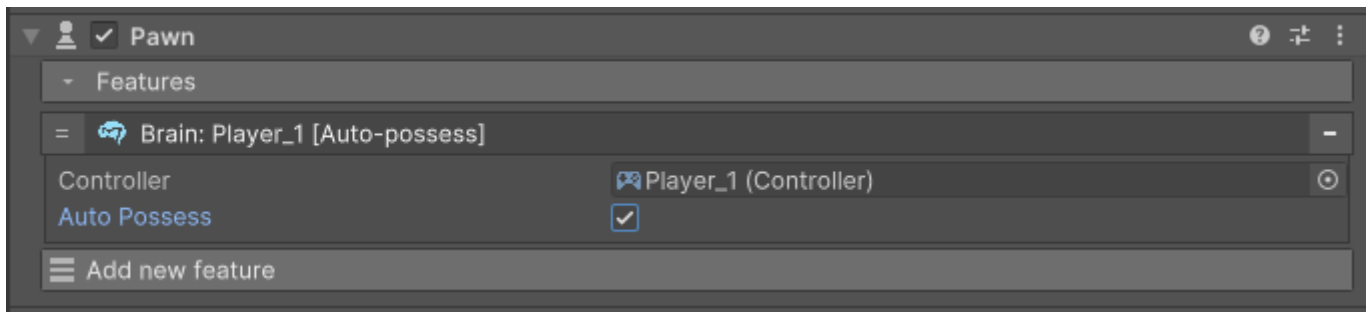 Pawn
Features
Brain: Player_1 [Auto-possess]
Controller
Player_1 (Controller)
Auto Possess
Add new feature